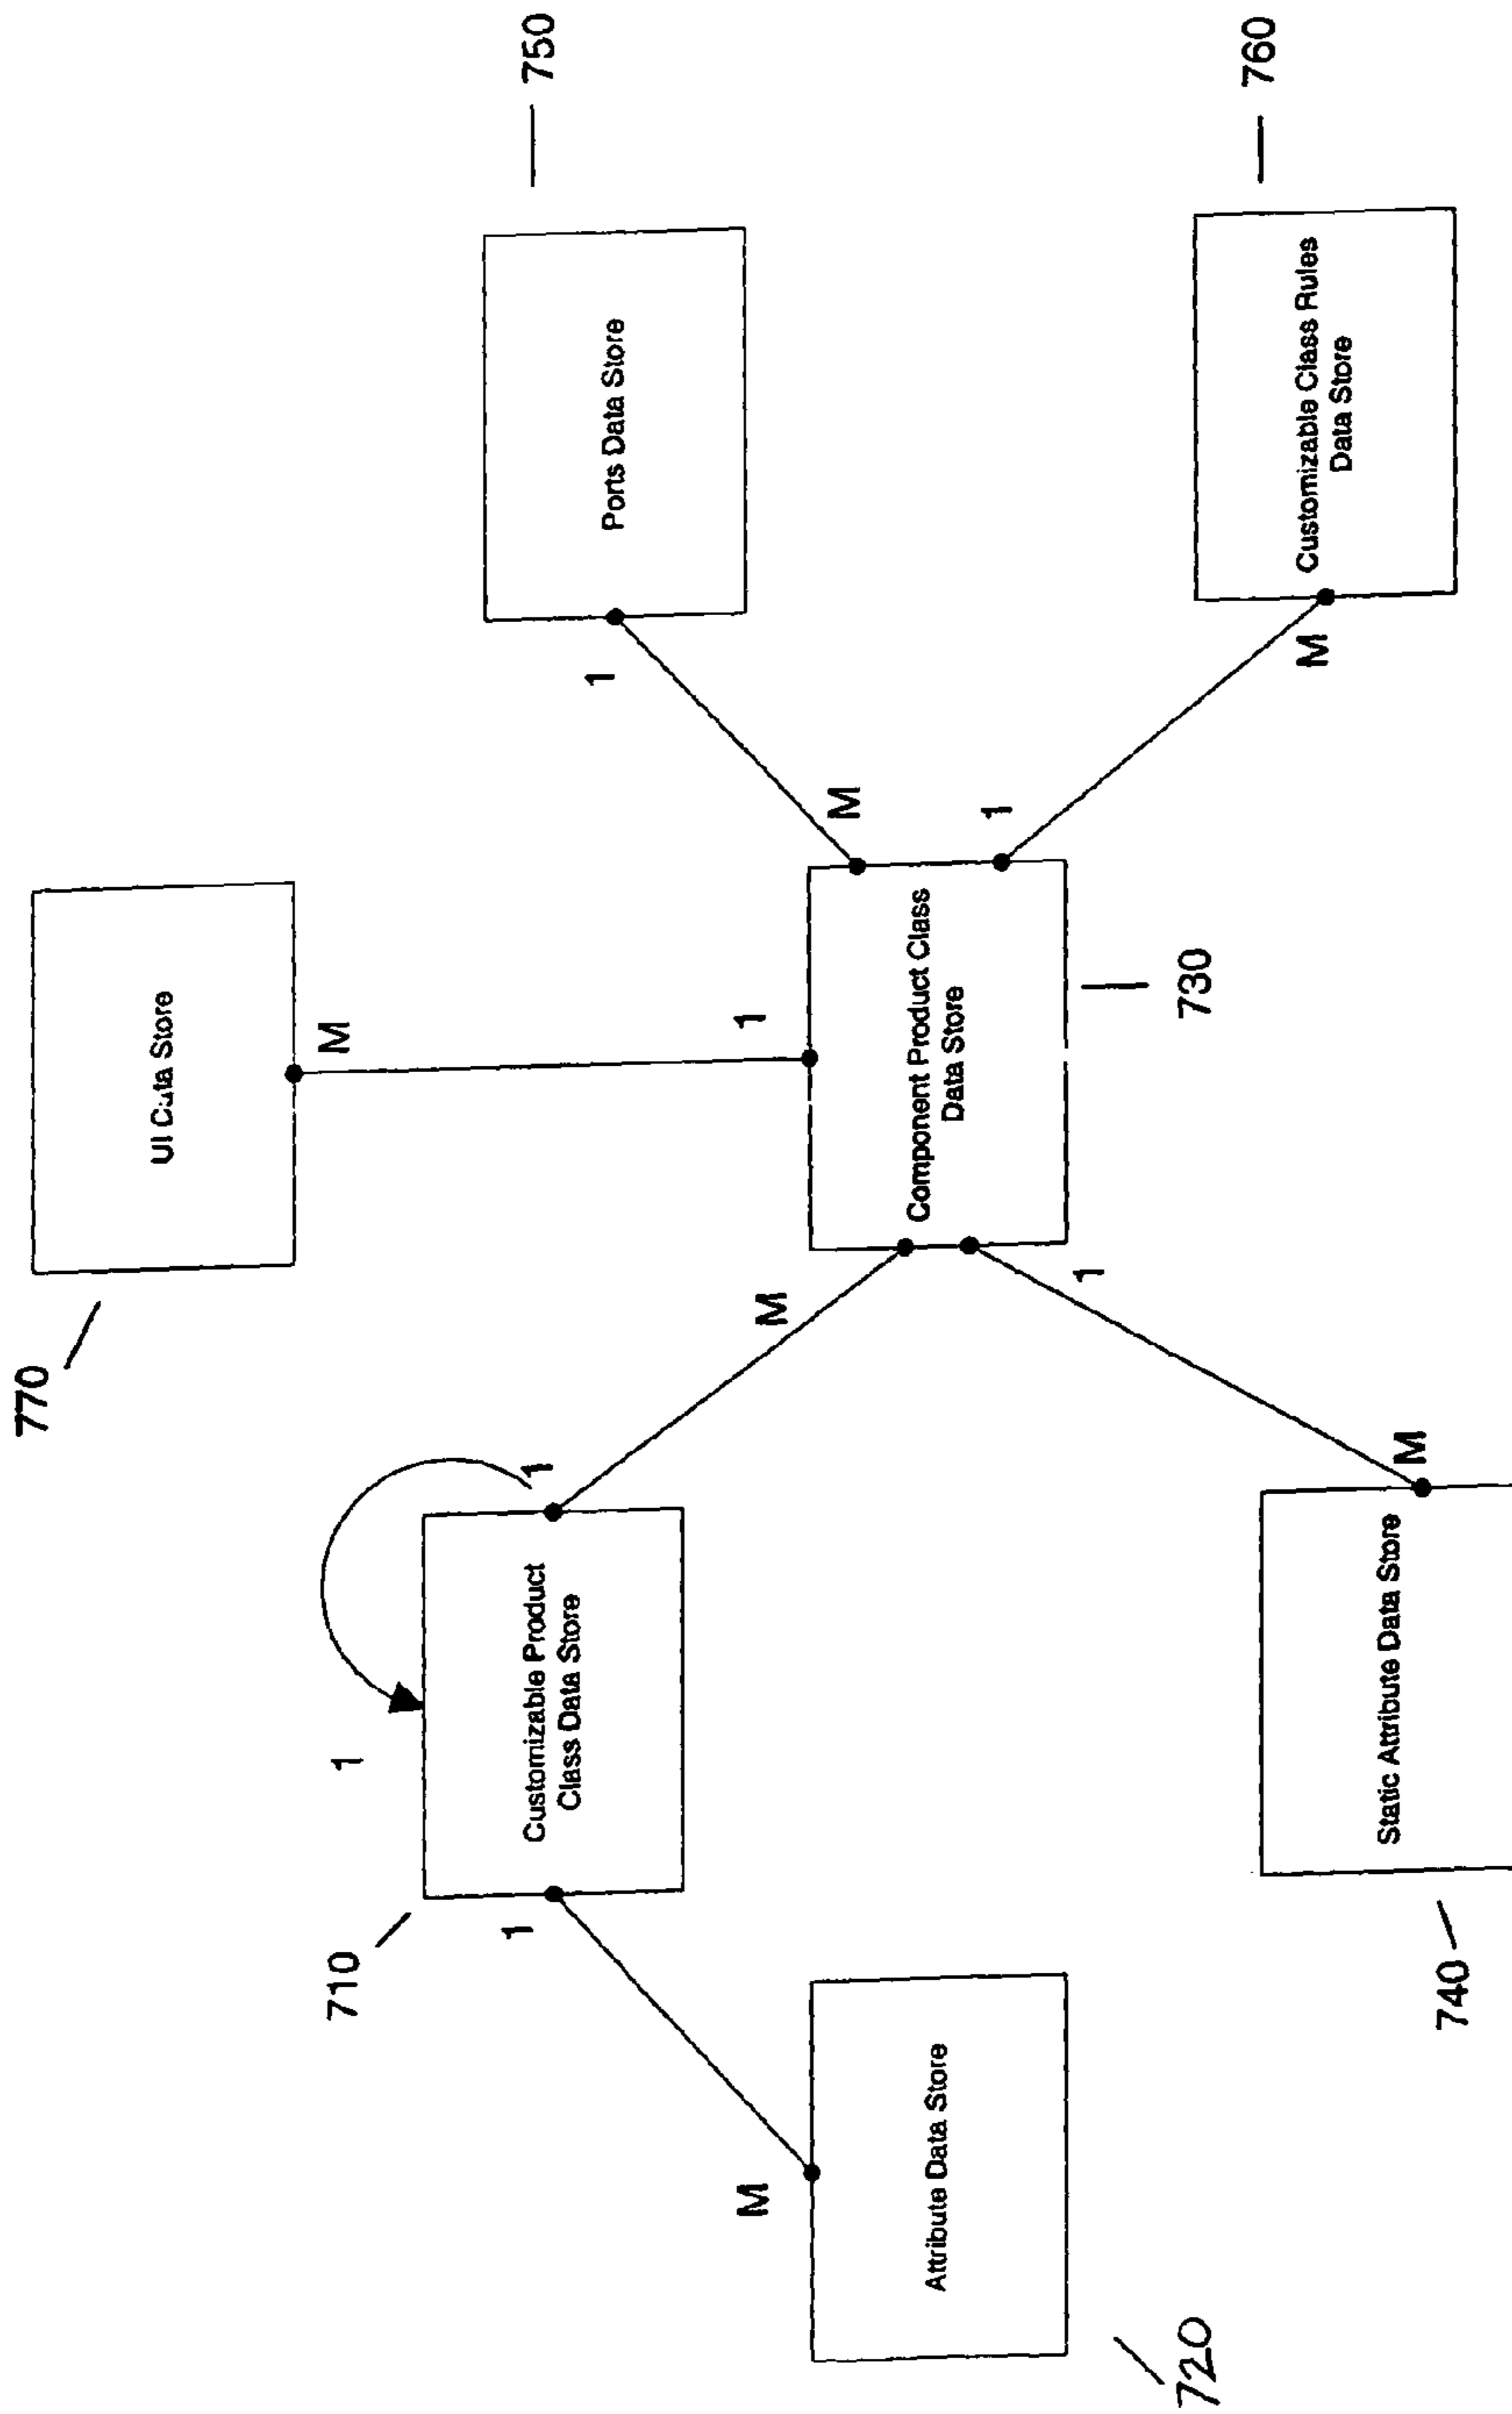 770
UI Data Store
M
710
1
1
1
Customizable Product
Class Data Store
750
1
Ports Data Store
M
M
1
M
Attribute Data Store
Component Product Class
Data Store
1
1
720
730
760
M
Customizable Class Rules
Data Store
M
Static Attribute Data Store
740